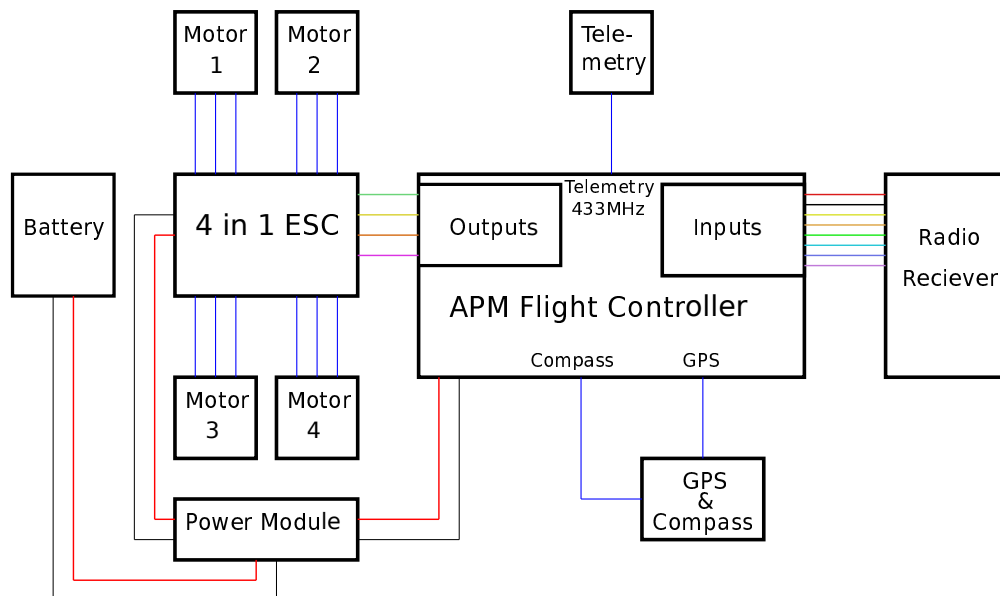 Motor
1
Motor
2
Tele-
metry
Battery
4 in 1 ESC
Telemetry
433MHz
Outputs
Inputs
Radio
Reciever
APM Flight Controller
Compass
GPS
Motor
3
Motor
4
GPS
&
Compass
Power Module